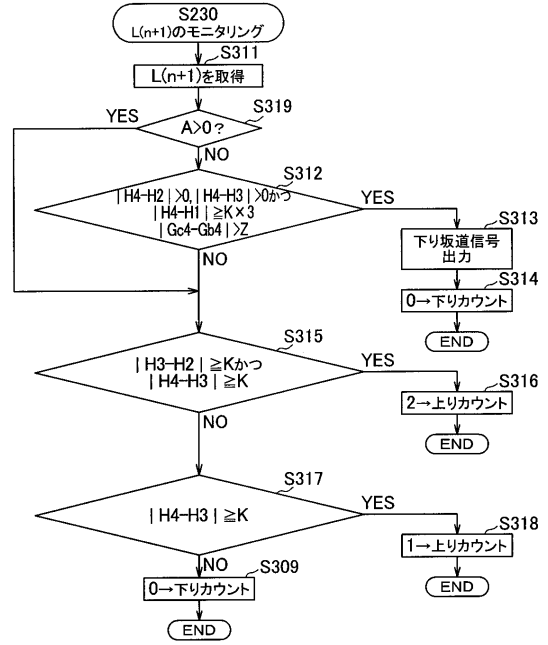 S230
L(n+1)のモニタリング
S311
L(n+1)を取得
S319
YES
A>0?
NO
S312
|H4-H2|>0,|H4-H3|>0かつ
|H4-H1|≧K×3
|Gc4-Gb4|>Z
YES
S313
下り坂道信号
出力
NO
S314
0→下りカウント
END
S315
|H3-H2|≧Kかつ
|H4-H3|≧K
YES
S316
2→上りカウント
NO
END
S317
|H4-H3|≧K
YES
S318
1→上りカウント
NO
END
S309
0→下りカウント
END